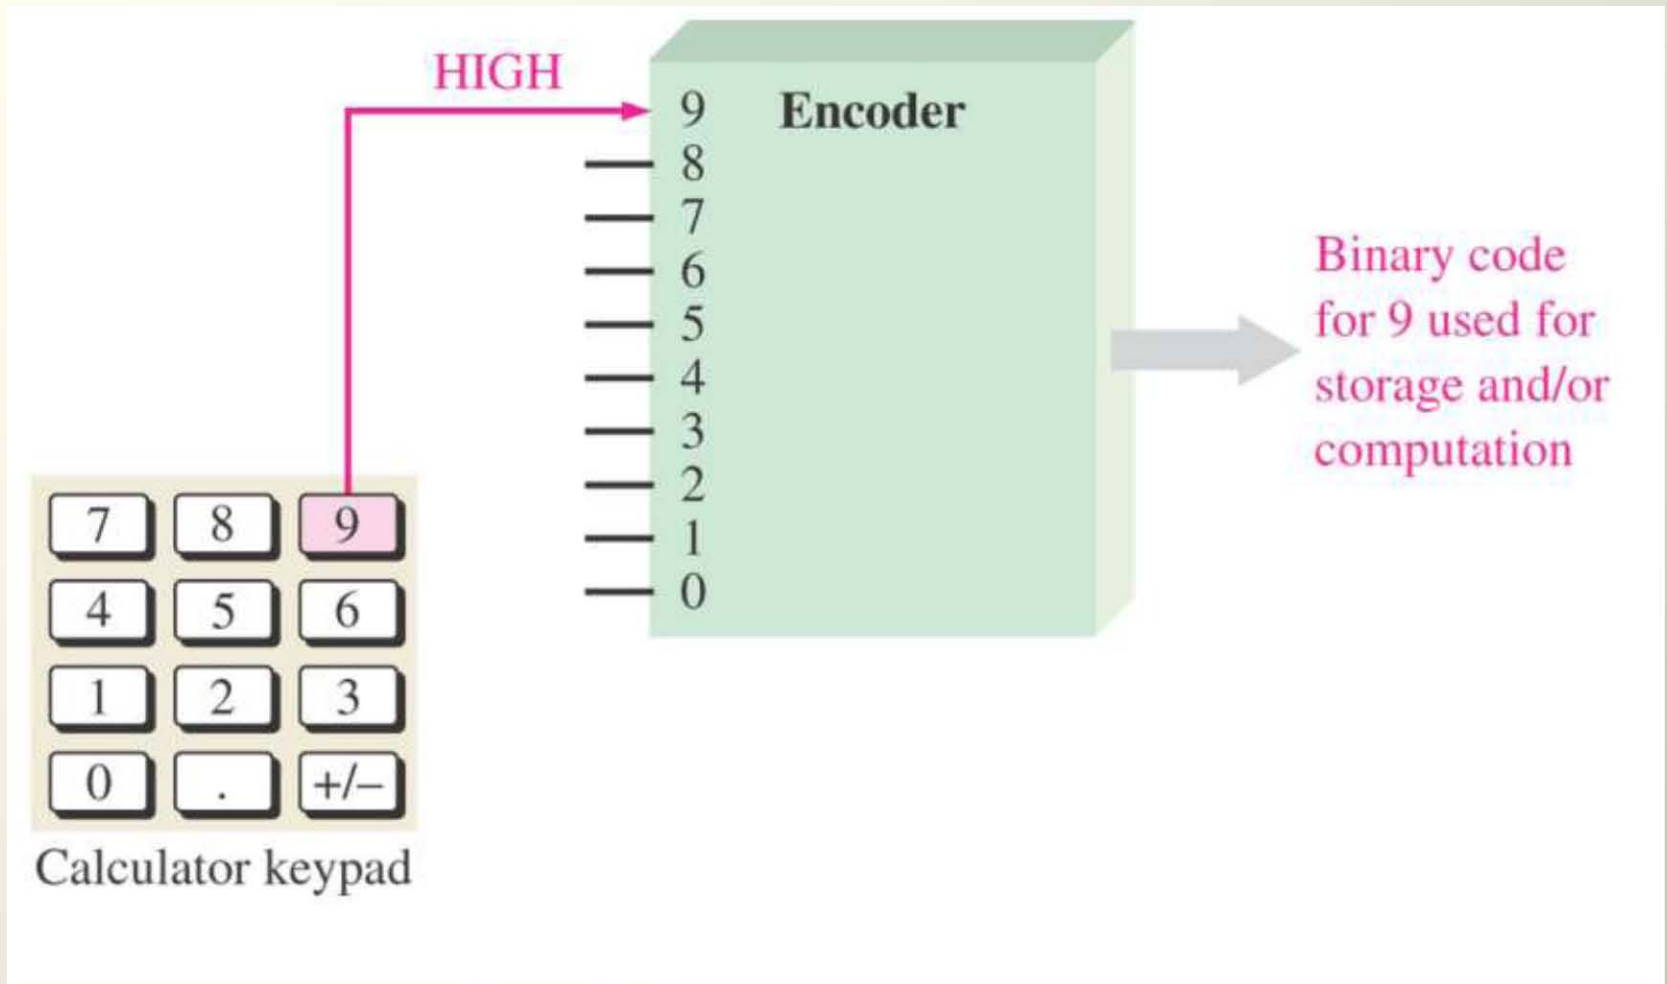 HIGH
9 Encoder
8
7
6
5
4
3
2
1
0
Binary code
for 9 used for
storage and/or
computation
7 8 9
4 5 6
1 2 3
0 . +/–
Calculator keypad